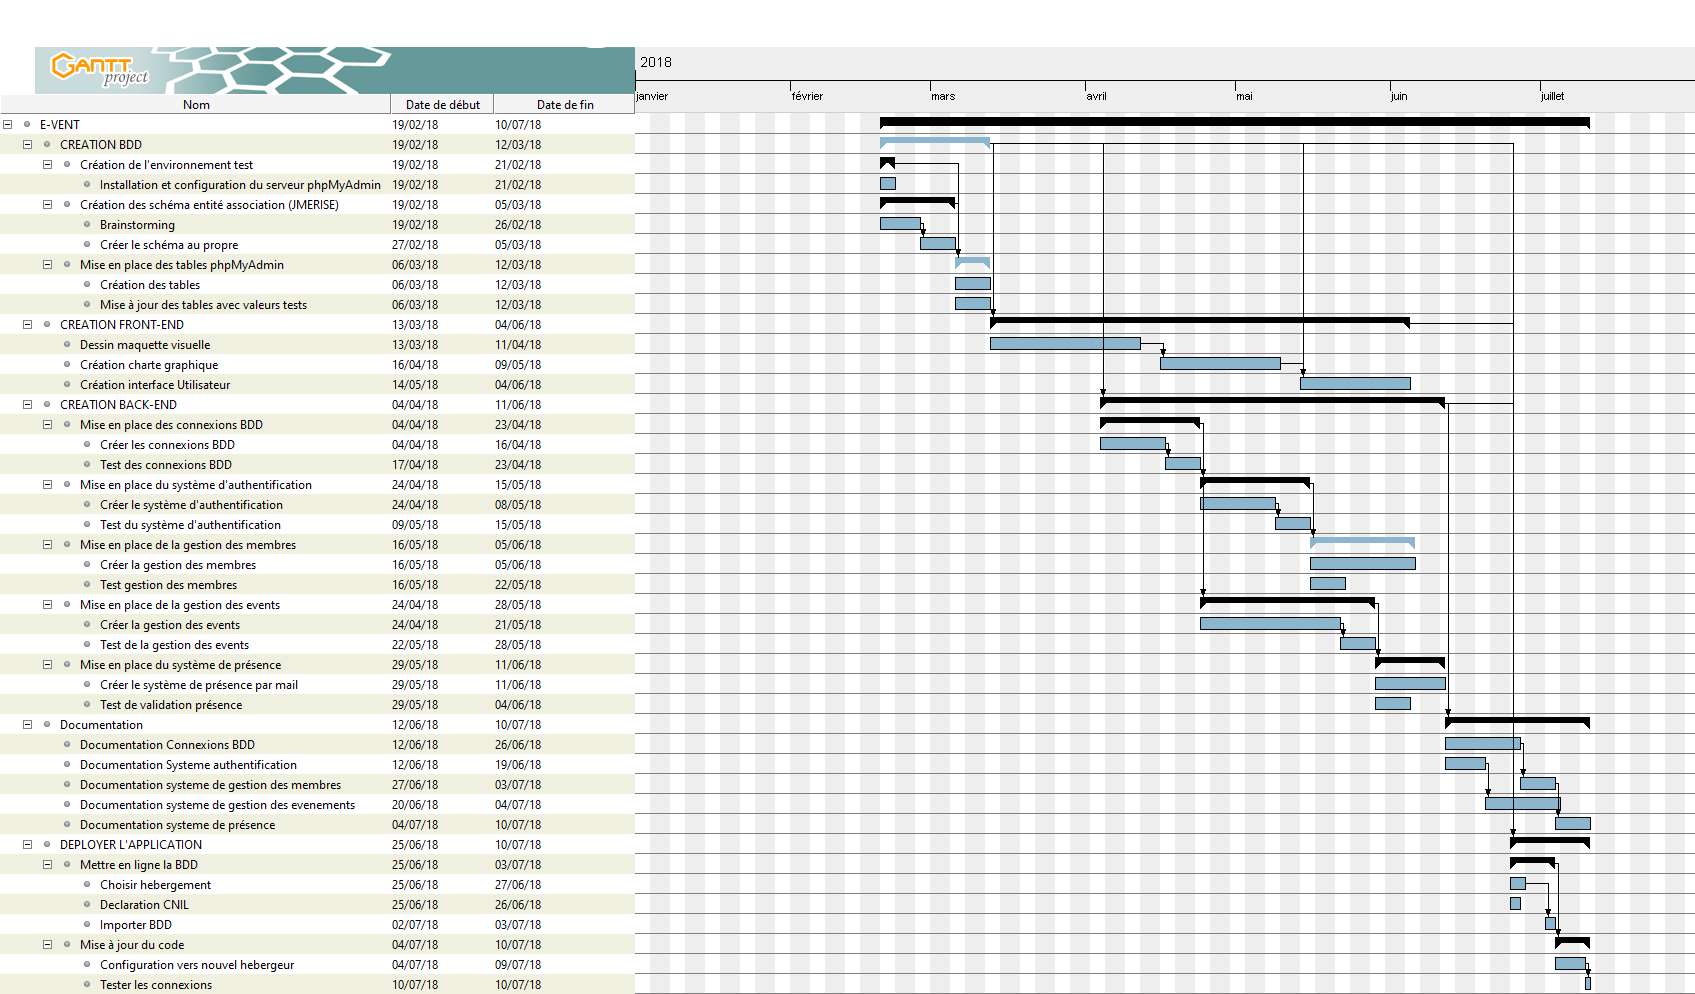 GANTT
project
2018
janvier février mars avril mai juin juillet
Nom Date de début Date de fin
E-VENT 19/02/18 10/07/18
CREATION BDD 19/02/18 12/03/18
Création de l'environnement test 19/02/18 21/02/18
Installation et configuration du serveur phpMyAdmin 19/02/18 21/02/18
Création des schéma entité association (JMERISE) 19/02/18 05/03/18
Brainstorming 19/02/18 26/02/18
Créer le schéma au propre 27/02/18 05/03/18
Mise en place des tables phpMyAdmin 06/03/18 12/03/18
Création des tables 06/03/18 12/03/18
Mise à jour des tables avec valeurs tests 06/03/18 12/03/18
CREATION FRONT-END 13/03/18 04/06/18
Dessin maquette visuelle 13/03/18 11/04/18
Création charte graphique 16/04/18 09/05/18
Création interface Utilisateur 14/05/18 04/06/18
CREATION BACK-END 04/04/18 11/06/18
Mise en place des connexions BDD 04/04/18 23/04/18
Créer les connexions BDD 04/04/18 16/04/18
Test des connexions BDD 17/04/18 23/04/18
Mise en place du système d'authentification 24/04/18 15/05/18
Créer le système d'authentification 24/04/18 08/05/18
Test du système d'authentification 09/05/18 15/05/18
Mise en place de la gestion des membres 16/05/18 05/06/18
Créer la gestion des membres 16/05/18 05/06/18
Test gestion des membres 16/05/18 22/05/18
Mise en place de la gestion des events 24/04/18 28/05/18
Créer la gestion des events 24/04/18 21/05/18
Test de la gestion des events 22/05/18 28/05/18
Mise en place du système de présence 29/05/18 11/06/18
Créer le système de présence par mail 29/05/18 11/06/18
Test de validation présence 29/05/18 04/06/18
Documentation 12/06/18 10/07/18
Documentation Connexions BDD 12/06/18 26/06/18
Documentation Systeme authentification 12/06/18 19/06/18
Documentation systeme de gestion des membres 27/06/18 03/07/18
Documentation systeme de gestion des evenements 20/06/18 04/07/18
Documentation systeme de présence 04/07/18 10/07/18
DEPLOYER L'APPLICATION 25/06/18 10/07/18
Mettre en ligne la BDD 25/06/18 03/07/18
Choisir hebergement 25/06/18 27/06/18
Declaration CNIL 25/06/18 26/06/18
Importer BDD 02/07/18 03/07/18
Mise à jour du code 04/07/18 10/07/18
Configuration vers nouvel hebergeur 04/07/18 09/07/18
Tester les connexions 10/07/18 10/07/18